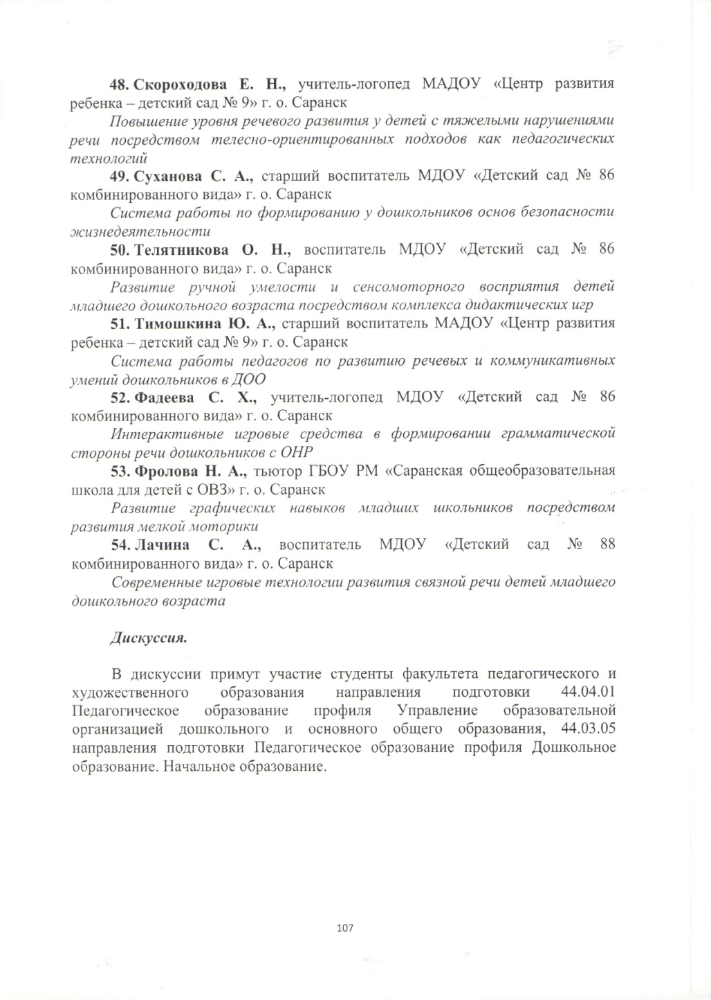 48. Скороходова Е. Н., учитель-логопед МАДОУ «Центр развития
ребенка – детский сад № 9» г. о. Саранск
Повышение уровня речевого развития у детей с тяжелыми нарушениями
речи посредством телесно-ориентированных подходов как педагогических
технологий
49. Суханова С. А., старший воспитатель МДОУ «Детский сад № 86
комбинированного вида» г. о. Саранск
Система работы по формированию у дошкольников основ безопасности
жизнедеятельности
50. Телятникова О. Н., воспитатель МДОУ «Детский сад № 86
комбинированного вида» г. о. Саранск
Развитие ручной умелости и сенсомоторного восприятия детей
младшего дошкольного возраста посредством комплекса дидактических игр
51. Тимошкина Ю. А., старший воспитатель МАДОУ «Центр развития
ребенка – детский сад № 9» г. о. Саранск
Система работы педагогов по развитию речевых и коммуникативных
умений дошкольников в ДОО
52. Фадеева С. Х., учитель-логопед МДОУ «Детский сад № 86
комбинированного вида» г. о. Саранск
Интерактивные игровые средства в формировании грамматической
стороны речи дошкольников с ОНР
53. Фролова Н. А., тьютор ГБОУ РМ «Саранская общеобразовательная
школа для детей с ОВЗ» г. о. Саранск
Развитие графических навыков младших школьников посредством
развития мелкой моторики
54. Лачина С. А., воспитатель МДОУ «Детский сад № 88
комбинированного вида» г. о. Саранск
Современные игровые технологии развития связной речи детей младшего
дошкольного возраста
Дискуссия.
В дискуссии примут участие студенты факультета педагогического и
художественного образования направления подготовки 44.04.01
Педагогическое образование профиля Управление образовательной
организацией дошкольного и основного общего образования, 44.03.05
направления подготовки Педагогическое образование профиля Дошкольное
образование. Начальное образование.
107